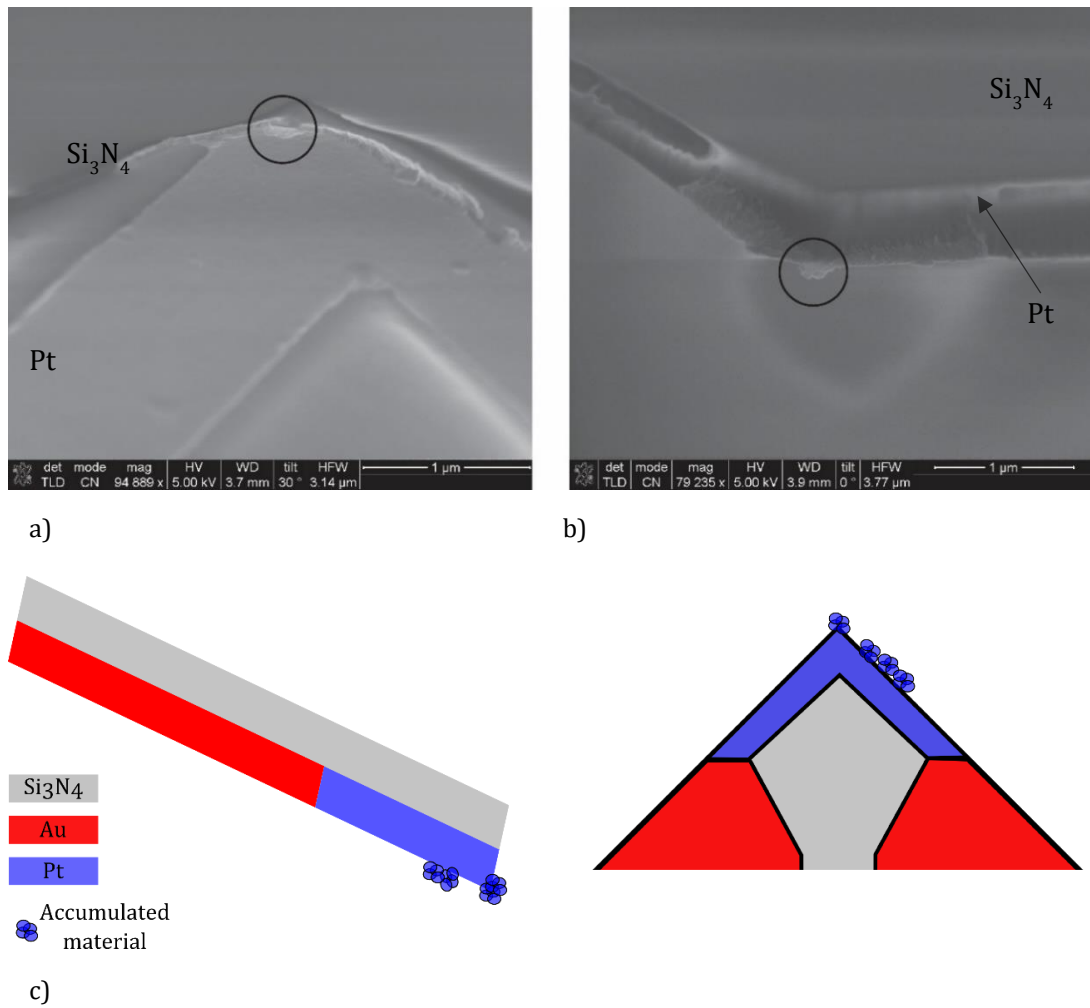 Si₃N₄
Pt
det mode mag HV WD tilt HFW 1 µm
TLD CN 94 889 x 5.00 kV 3.7 mm 30 ° 3.14 µm
a)
Si₃N₄
Pt
det mode mag HV WD tilt HFW 1 µm
TLD CN 79 235 x 5.00 kV 3.9 mm 0 ° 3.77 µm
b)
Si₃N₄
Au
Pt
Accumulated
material
c)